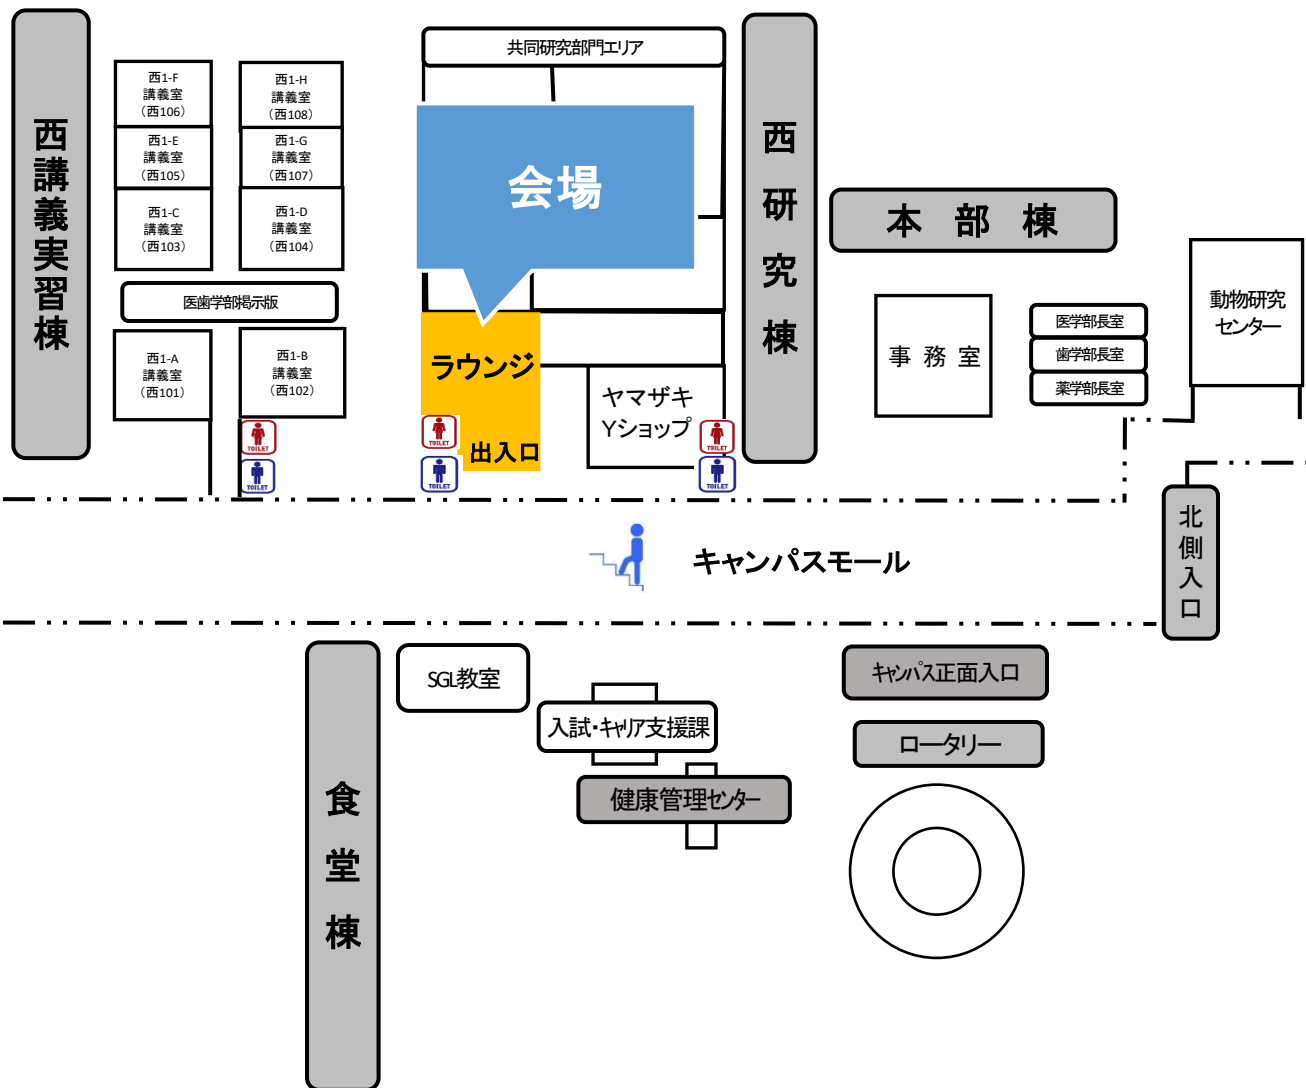 西講義実習棟
西1-F
講義室
（西106）
西1-H
講義室
（西108）
西1-E
講義室
（西105）
西1-G
講義室
（西107）
西1-C
講義室
（西103）
西1-D
講義室
（西104）
医歯学部掲示版
西1-A
講義室
（西101）
西1-B
講義室
（西102）
TOILET
TOILET
共同研究部門エリア
会場
ラウンジ
出入口
TOILET
TOILET
ヤマザキ
Yショップ
TOILET
TOILET
西研究棟
本部棟
事務室
医学部長室
歯学部長室
薬学部長室
動物研究
センター
キャンパスモール
北側入口
食堂棟
SGL教室
入試・キャリア支援課
健康管理センター
キャンパス正面入口
ロータリー